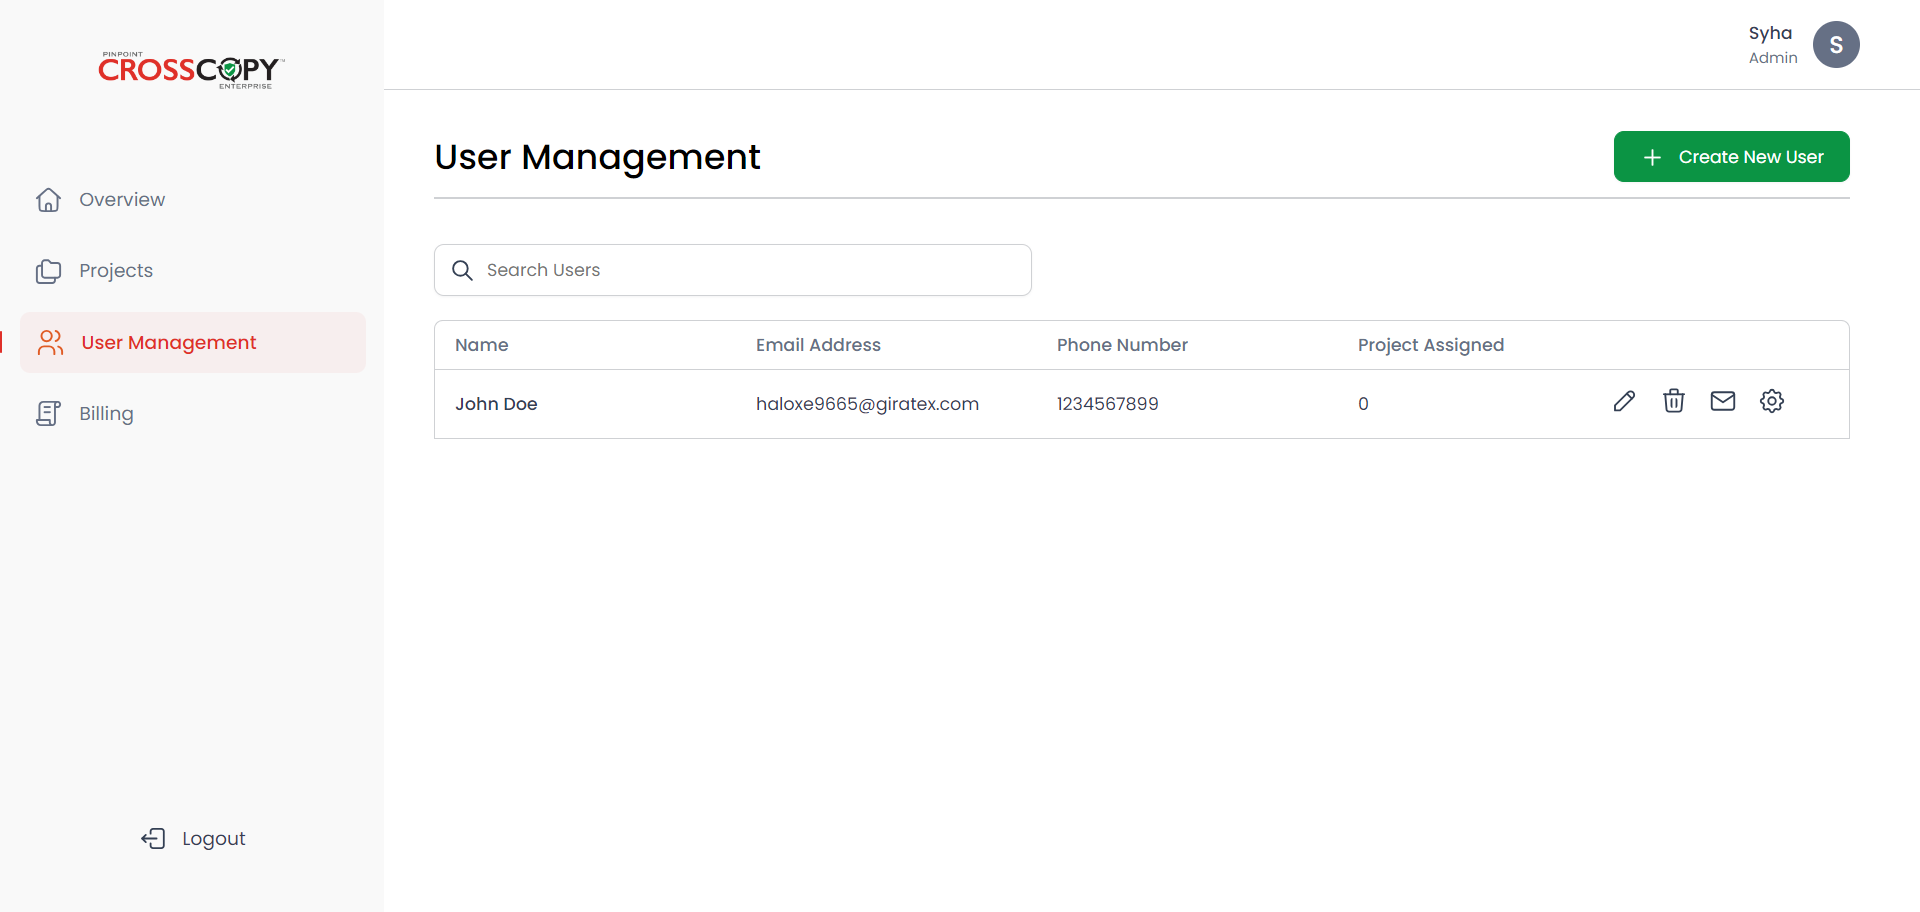 PINPOINT
CROSSCOPY™
ENTERPRISE
Syha
Admin
S
Overview
Projects
User Management
Billing
Logout
User Management
Create New User
Search Users
Name Email Address Phone Number Project Assigned
John Doe haloxe9665@giratex.com 1234567899 0